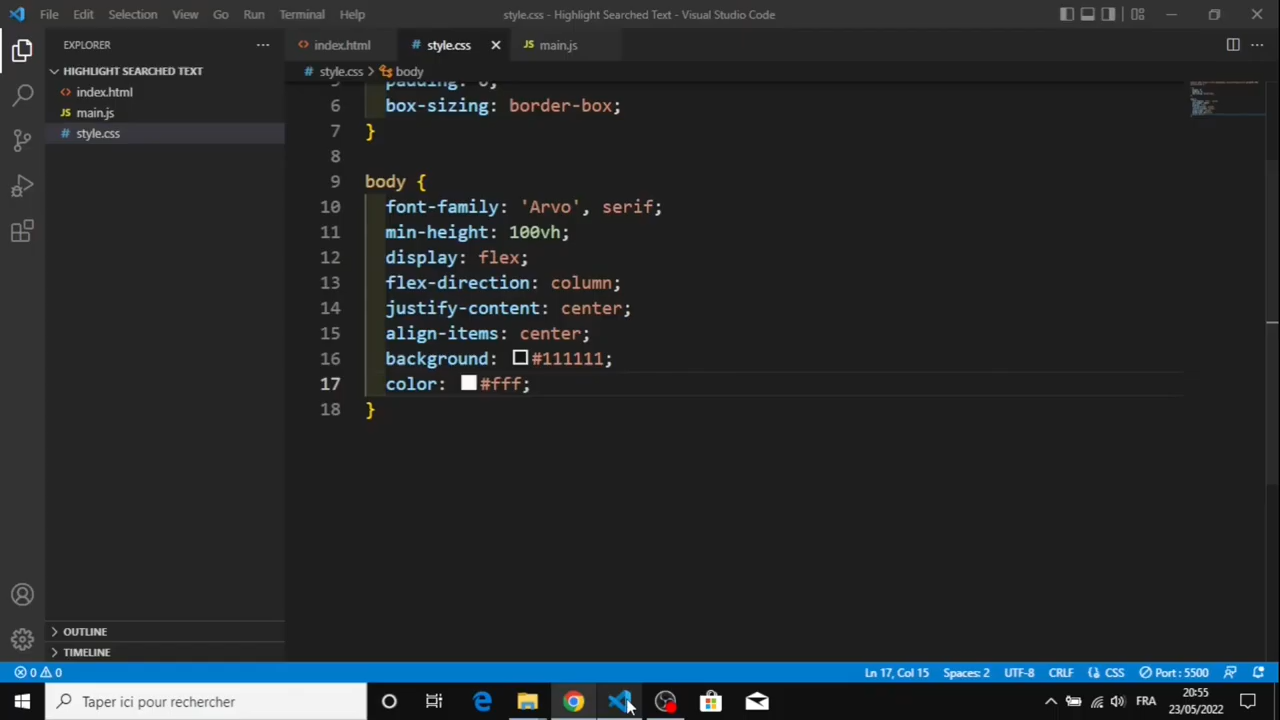 File Edit Selection View Go Run Terminal Help
style.css - Highlight Searched Text - Visual Studio Code
EXPLORER
index.html
style.css
main.js
HIGHLIGHT SEARCHED TEXT
index.html
main.js
style.css
style.css > body
5 padding: 0;
6 box-sizing: border-box;
7 }
8
9 body {
10 font-family: 'Arvo', serif;
11 min-height: 100vh;
12 display: flex;
13 flex-direction: column;
14 justify-content: center;
15 align-items: center;
16 background: #111111;
17 color: #fff;
18 }
OUTLINE
TIMELINE
0 0
Ln 17, Col 15 Spaces: 2 UTF-8 CRLF CSS Port : 5500
Taper ici pour rechercher
FRA
20:55
23/05/2022